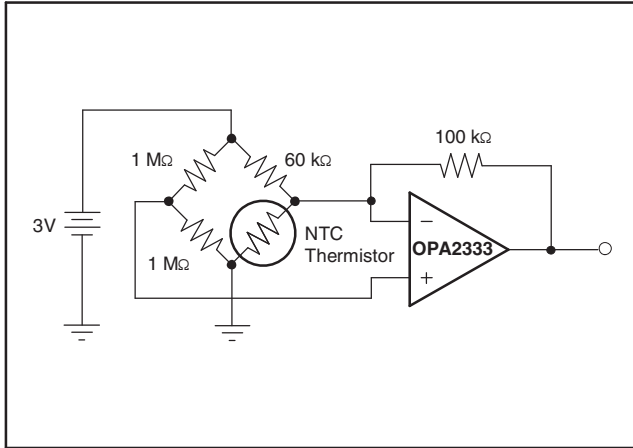 100 kΩ
1 MΩ
60 kΩ
3V
NTC
Thermistor
1 MΩ
−
OPA2333
+